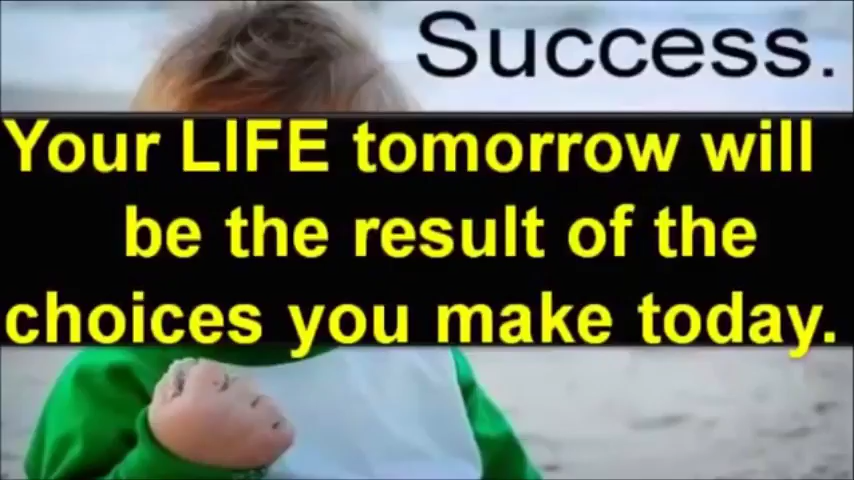 Success.
Your LIFE tomorrow will
be the result of the
choices you make today.